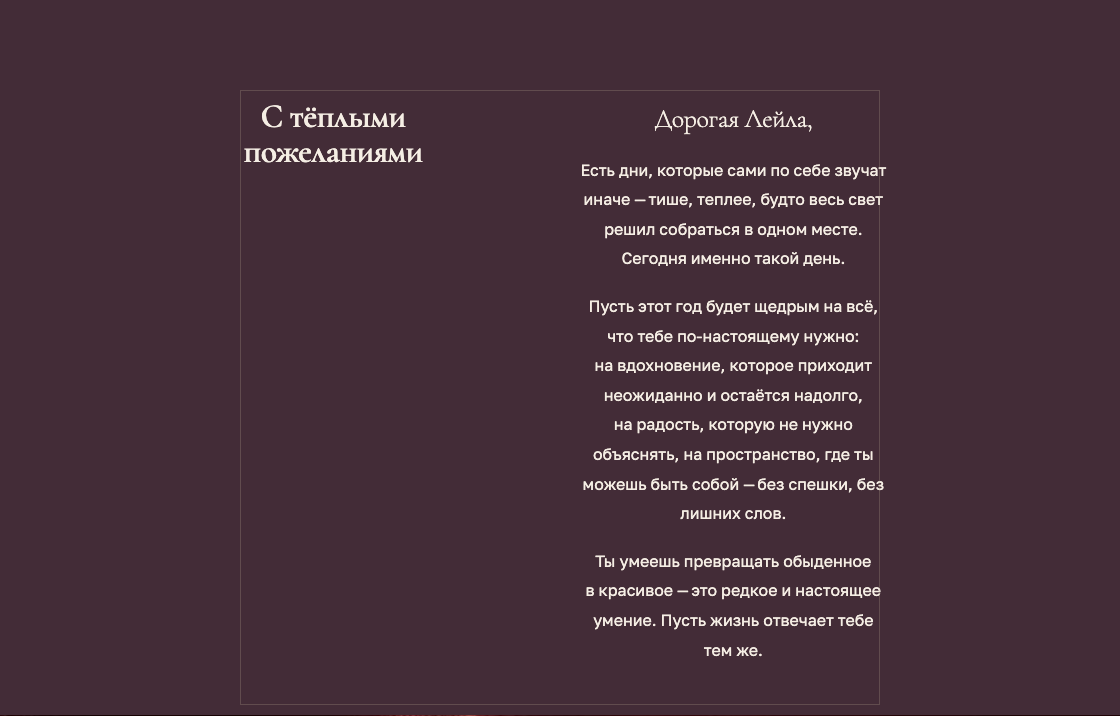 С тёплыми
пожеланиями
Дорогая Лейла,
Есть дни, которые сами по себе звучат
иначе — тише, теплее, будто весь свет
решил собраться в одном месте.
Сегодня именно такой день.
Пусть этот год будет щедрым на всё,
что тебе по-настоящему нужно:
на вдохновение, которое приходит
неожиданно и остаётся надолго,
на радость, которую не нужно
объяснять, на пространство, где ты
можешь быть собой — без спешки, без
лишних слов.
Ты умеешь превращать обыденное
в красивое — это редкое и настоящее
умение. Пусть жизнь отвечает тебе
тем же.